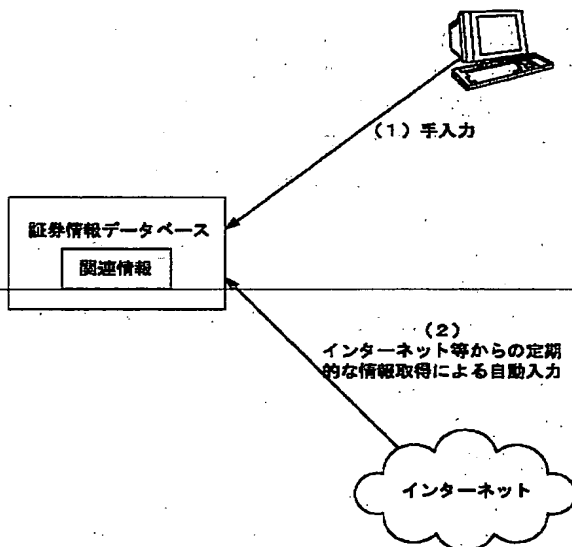 (1)手入力
証券情報データベース
関連情報
(2)
インターネット等からの定期
的な情報取得による自動入力
インターネット